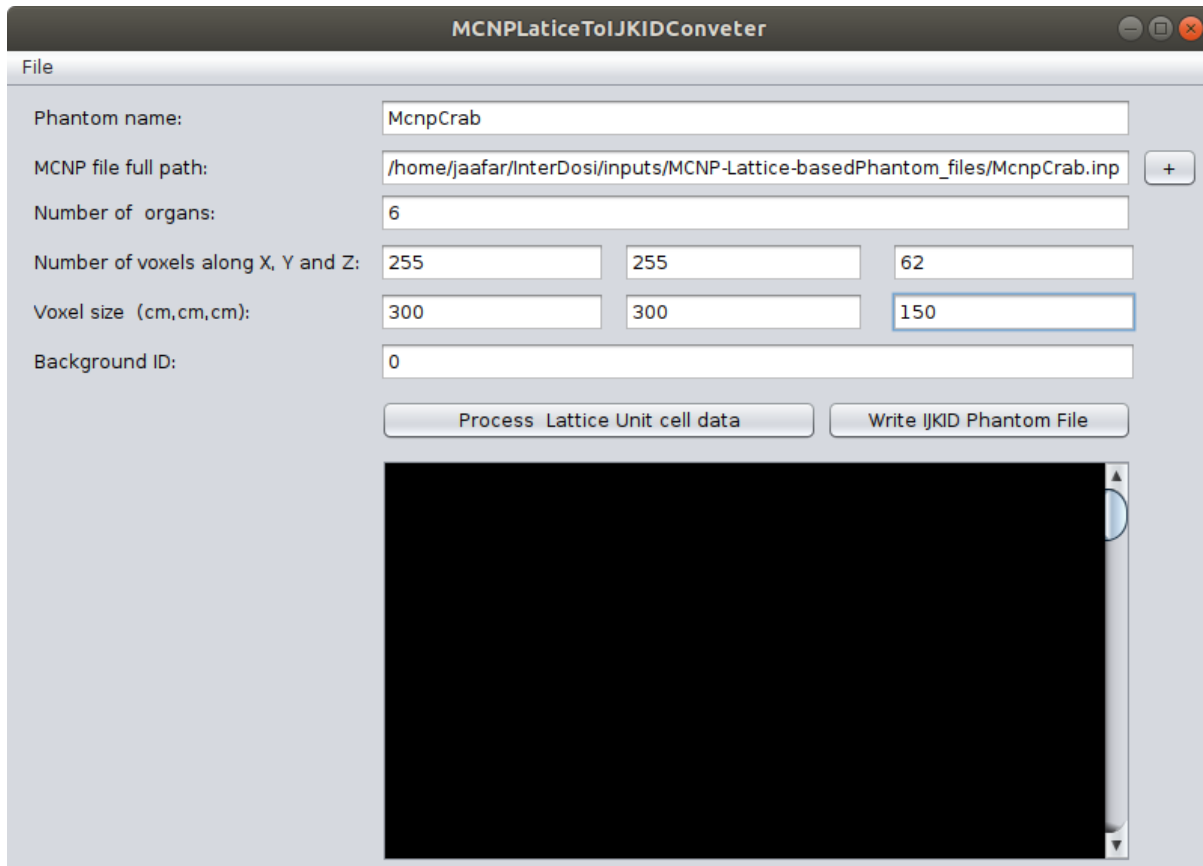 MCNPLaticeToIJKIDConveter
File
Phantom name: McnpCrab
MCNP file full path: /home/jaafar/InterDosi/inputs/MCNP-Lattice-basedPhantom_files/McnpCrab.inp +
Number of organs: 6
Number of voxels along X, Y and Z: 255 255 62
Voxel size (cm,cm,cm): 300 300 150
Background ID: 0
Process Lattice Unit cell data Write IJKID Phantom File